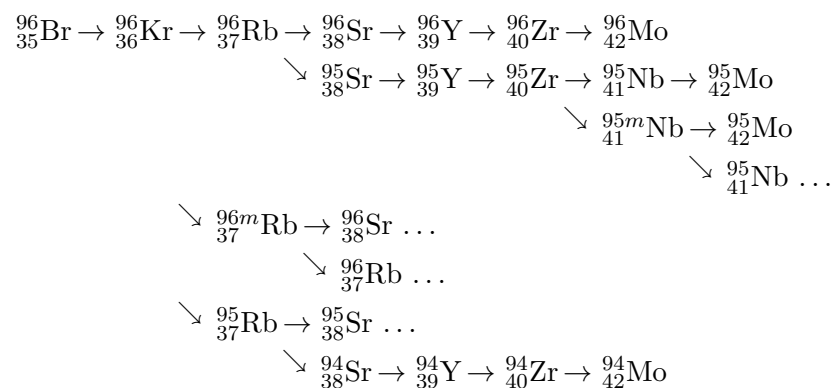 ⁹⁶₃₅Br → ⁹⁶₃₆Kr → ⁹⁶₃₇Rb → ⁹⁶₃₈Sr → ⁹⁶₃₉Y → ⁹⁶₄₀Zr → ⁹⁶₄₂Mo
↘ ⁹⁵₃₈Sr → ⁹⁵₃₉Y → ⁹⁵₄₀Zr → ⁹⁵₄₁Nb → ⁹⁵₄₂Mo
↘ ⁹⁵ᵐ₄₁Nb → ⁹⁵₄₂Mo
↘ ⁹⁵₄₁Nb ...
↘ ⁹⁶ᵐ₃₇Rb → ⁹⁶₃₈Sr ...
↘ ⁹⁶₃₇Rb ...
↘ ⁹⁵₃₇Rb → ⁹⁵₃₈Sr ...
↘ ⁹⁴₃₈Sr → ⁹⁴₃₉Y → ⁹⁴₄₀Zr → ⁹⁴₄₂Mo